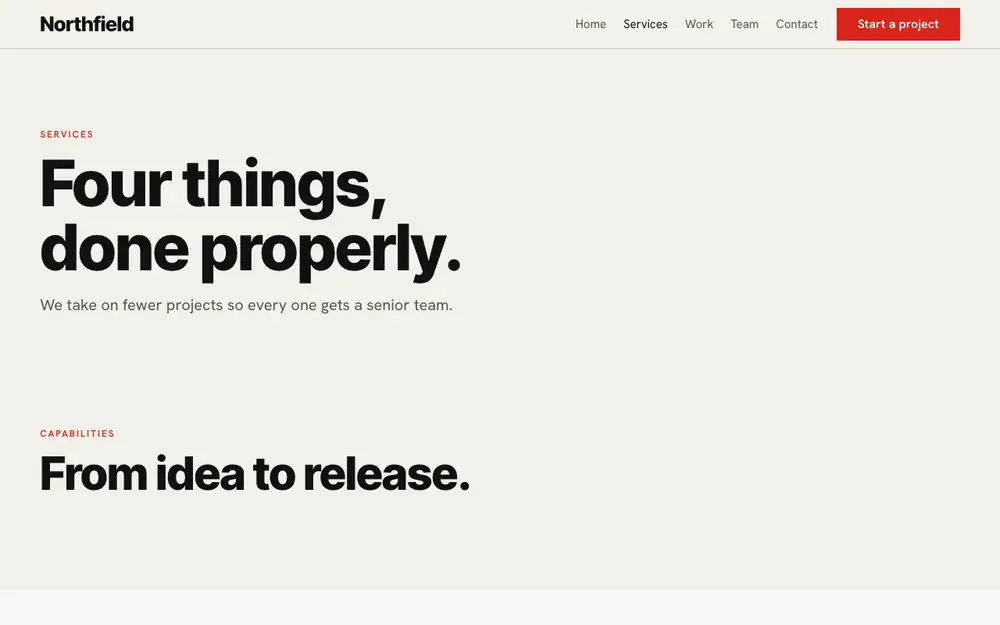 Northfield
Home Services Work Team Contact Start a project
SERVICES
Four things,
done properly.
We take on fewer projects so every one gets a senior team.
CAPABILITIES
From idea to release.